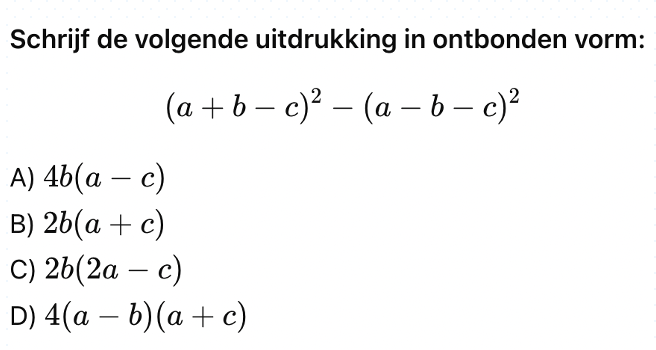 Schrijf de volgende uitdrukking in ontbonden vorm:
(a + b − c)² − (a − b − c)²
A) 4b(a − c)
B) 2b(a + c)
C) 2b(2a − c)
D) 4(a − b)(a + c)